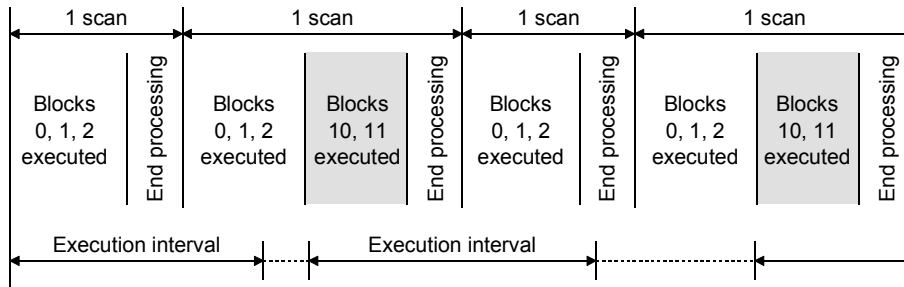 1 scan
1 scan
1 scan
1 scan
Blocks
0, 1, 2
executed
End processing
Blocks
0, 1, 2
executed
Blocks
10, 11
executed
End processing
Blocks
0, 1, 2
executed
End processing
Blocks
0, 1, 2
executed
Blocks
10, 11
executed
End processing
Execution interval
Execution interval